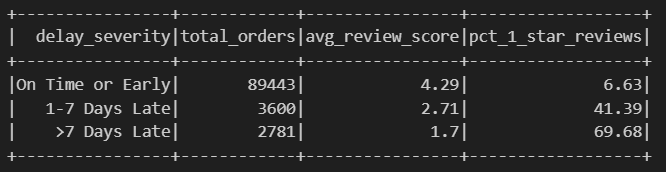 +----------------+------------+----------------+------------------+
|  delay_severity|total_orders|avg_review_score|pct_1_star_reviews|
+----------------+------------+----------------+------------------+
|On Time or Early|       89443|            4.29|              6.63|
|   1-7 Days Late|        3600|            2.71|             41.39|
|    >7 Days Late|        2781|             1.7|             69.68|
+----------------+------------+----------------+------------------+